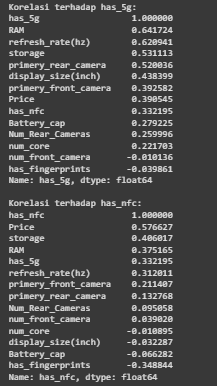 Korelasi terhadap has_5g:
has_5g 1.000000
RAM 0.641724
refresh_rate(hz) 0.620941
storage 0.531113
primery_rear_camera 0.520036
display_size(inch) 0.438399
primery_front_camera 0.392582
Price 0.390545
has_nfc 0.332195
Battery_cap 0.279225
Num_Rear_Cameras 0.259996
num_core 0.221703
num_front_camera -0.010136
has_fingerprints -0.039861
Name: has_5g, dtype: float64
Korelasi terhadap has_nfc:
has_nfc 1.000000
Price 0.576627
storage 0.406017
RAM 0.375165
has_5g 0.332195
refresh_rate(hz) 0.312011
primery_front_camera 0.211407
primery_rear_camera 0.132768
Num_Rear_Cameras 0.095058
num_front_camera 0.039020
num_core -0.010895
display_size(inch) -0.032287
Battery_cap -0.066282
has_fingerprints -0.348844
Name: has_nfc, dtype: float64